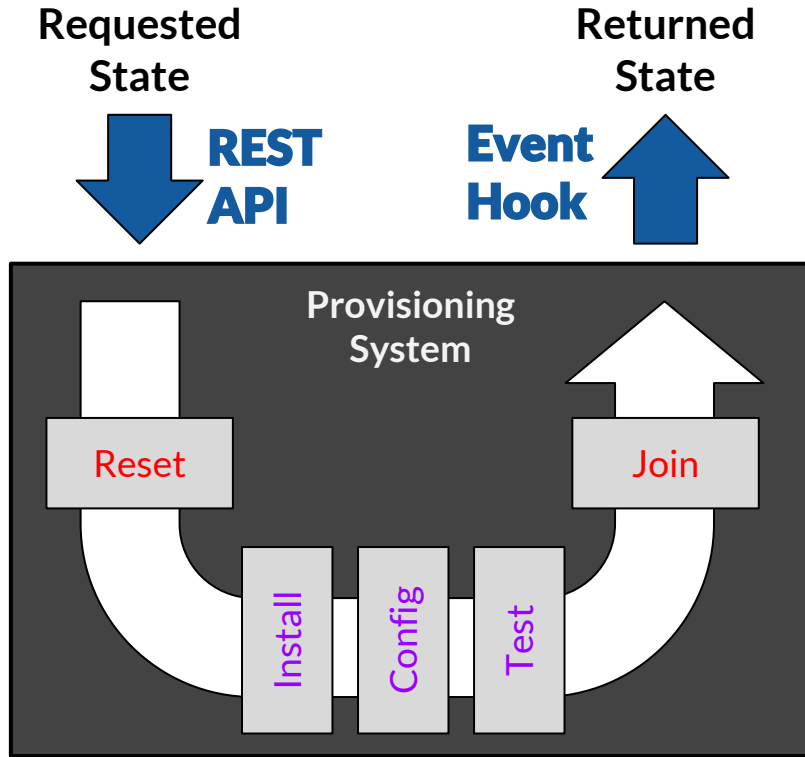 Requested
State
Returned
State
REST
API
Event
Hook
Provisioning
System
Reset
Join
Install
Config
Test